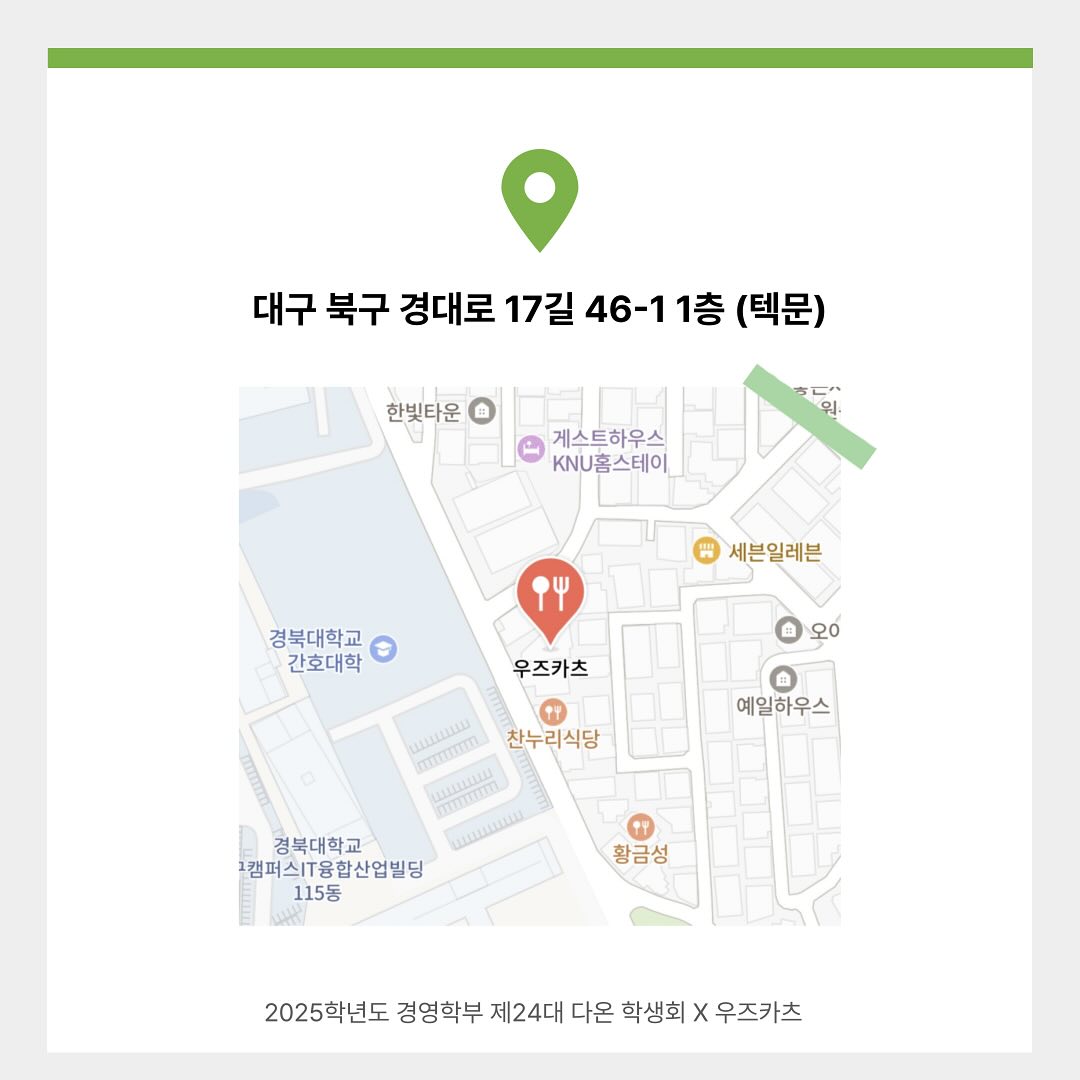 대구 북구 경대로 17길 46-1 1층 (텍문)
한빛타운
게스트하우스
KNU홈스테이
세븐일레븐
경북대학교
간호대학
우즈카츠
오이
예일하우스
찬누리식당
황금성
경북대학교
캠퍼스IT융합산업빌딩
115동
2025학년도 경영학부 제24대 다온 학생회 X 우즈카츠